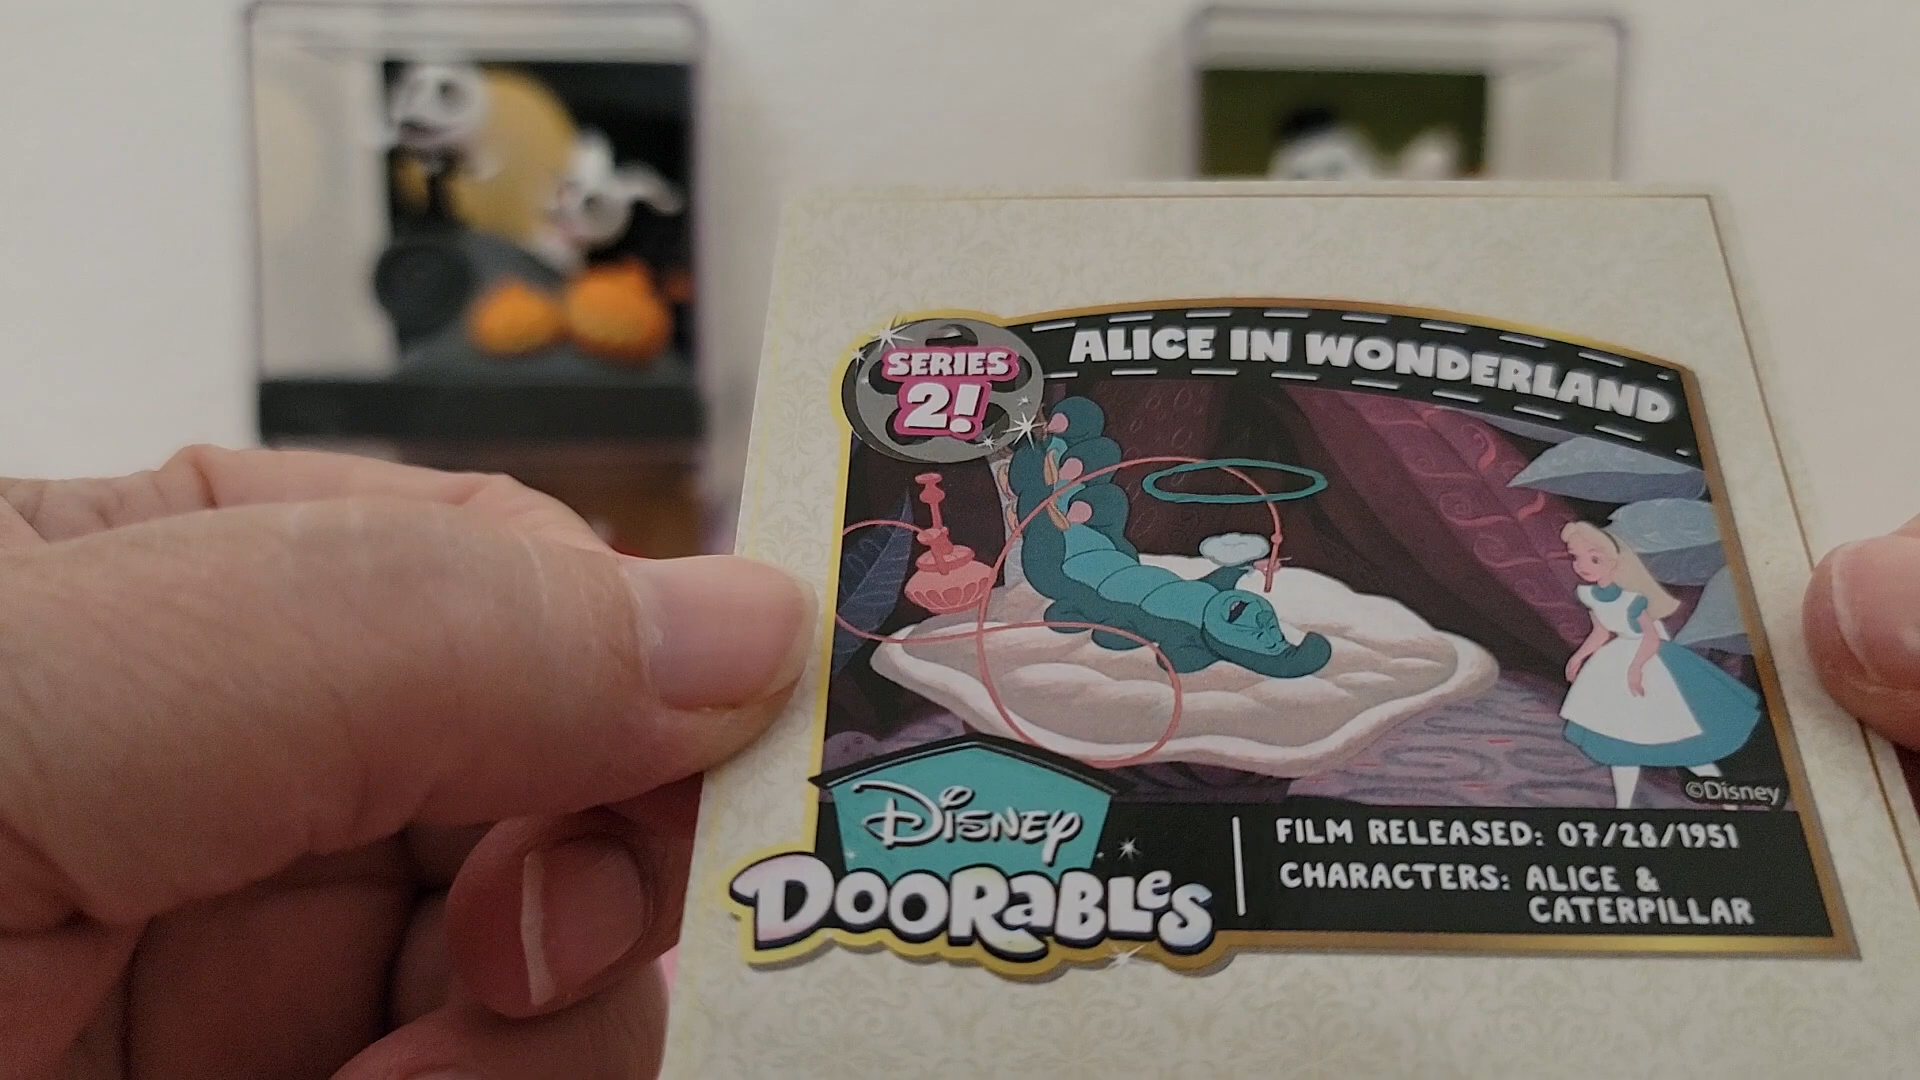 SERIES
2!
ALICE IN WONDERLAND
©Disney
Disney
DOORABLES
FILM RELEASED: 07/28/1951
CHARACTERS: ALICE &
CATERPILLAR